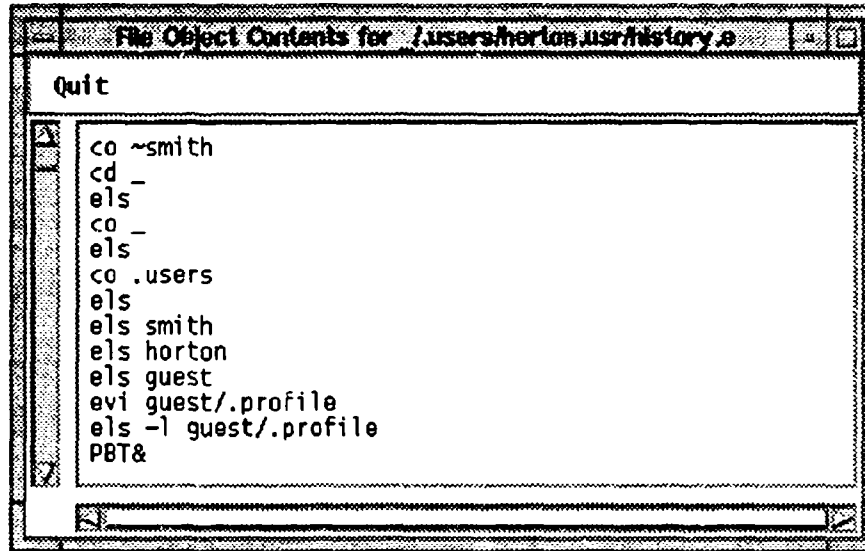 File Object Contents for _/.users/horton.usr/history.e
Quit
co ~smith
cd _
els
co _
els
co .users
els
els smith
els horton
els guest
evi guest/.profile
els -l guest/.profile
PBT&